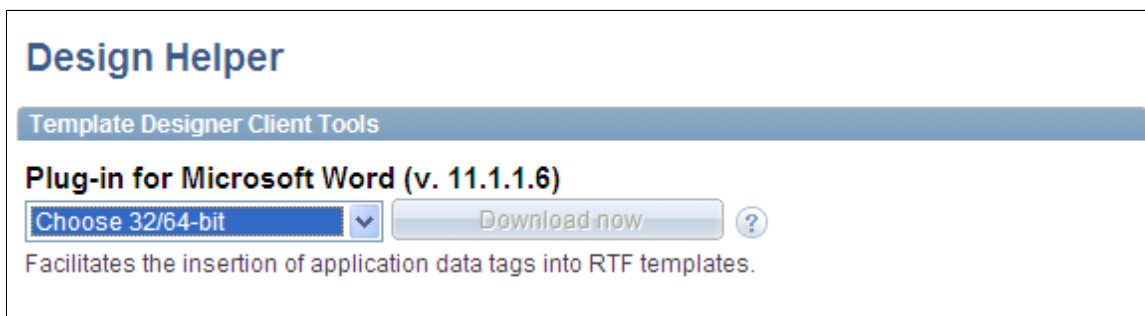 Design Helper
Template Designer Client Tools
Plug-in for Microsoft Word (v. 11.1.1.6)
Choose 32/64-bit
Download now
?
Facilitates the insertion of application data tags into RTF templates.